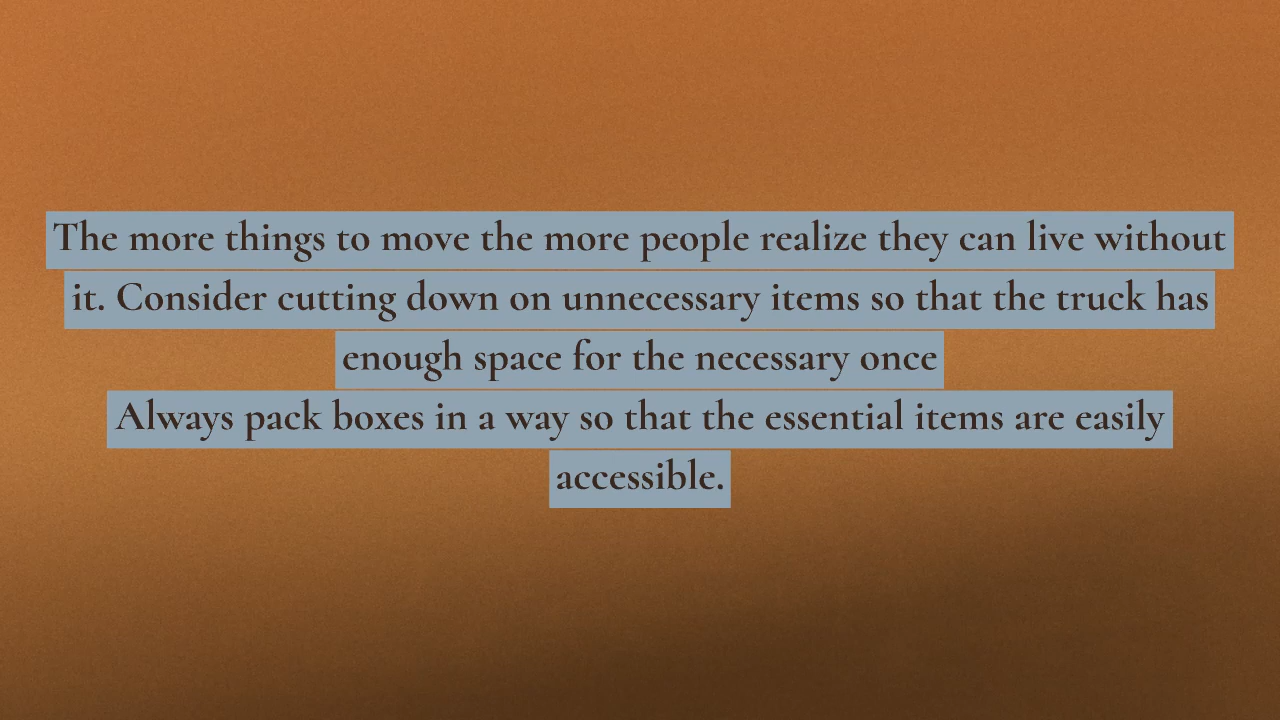 The more things to move the more people realize they can live without
it. Consider cutting down on unnecessary items so that the truck has
enough space for the necessary once
Always pack boxes in a way so that the essential items are easily
accessible.